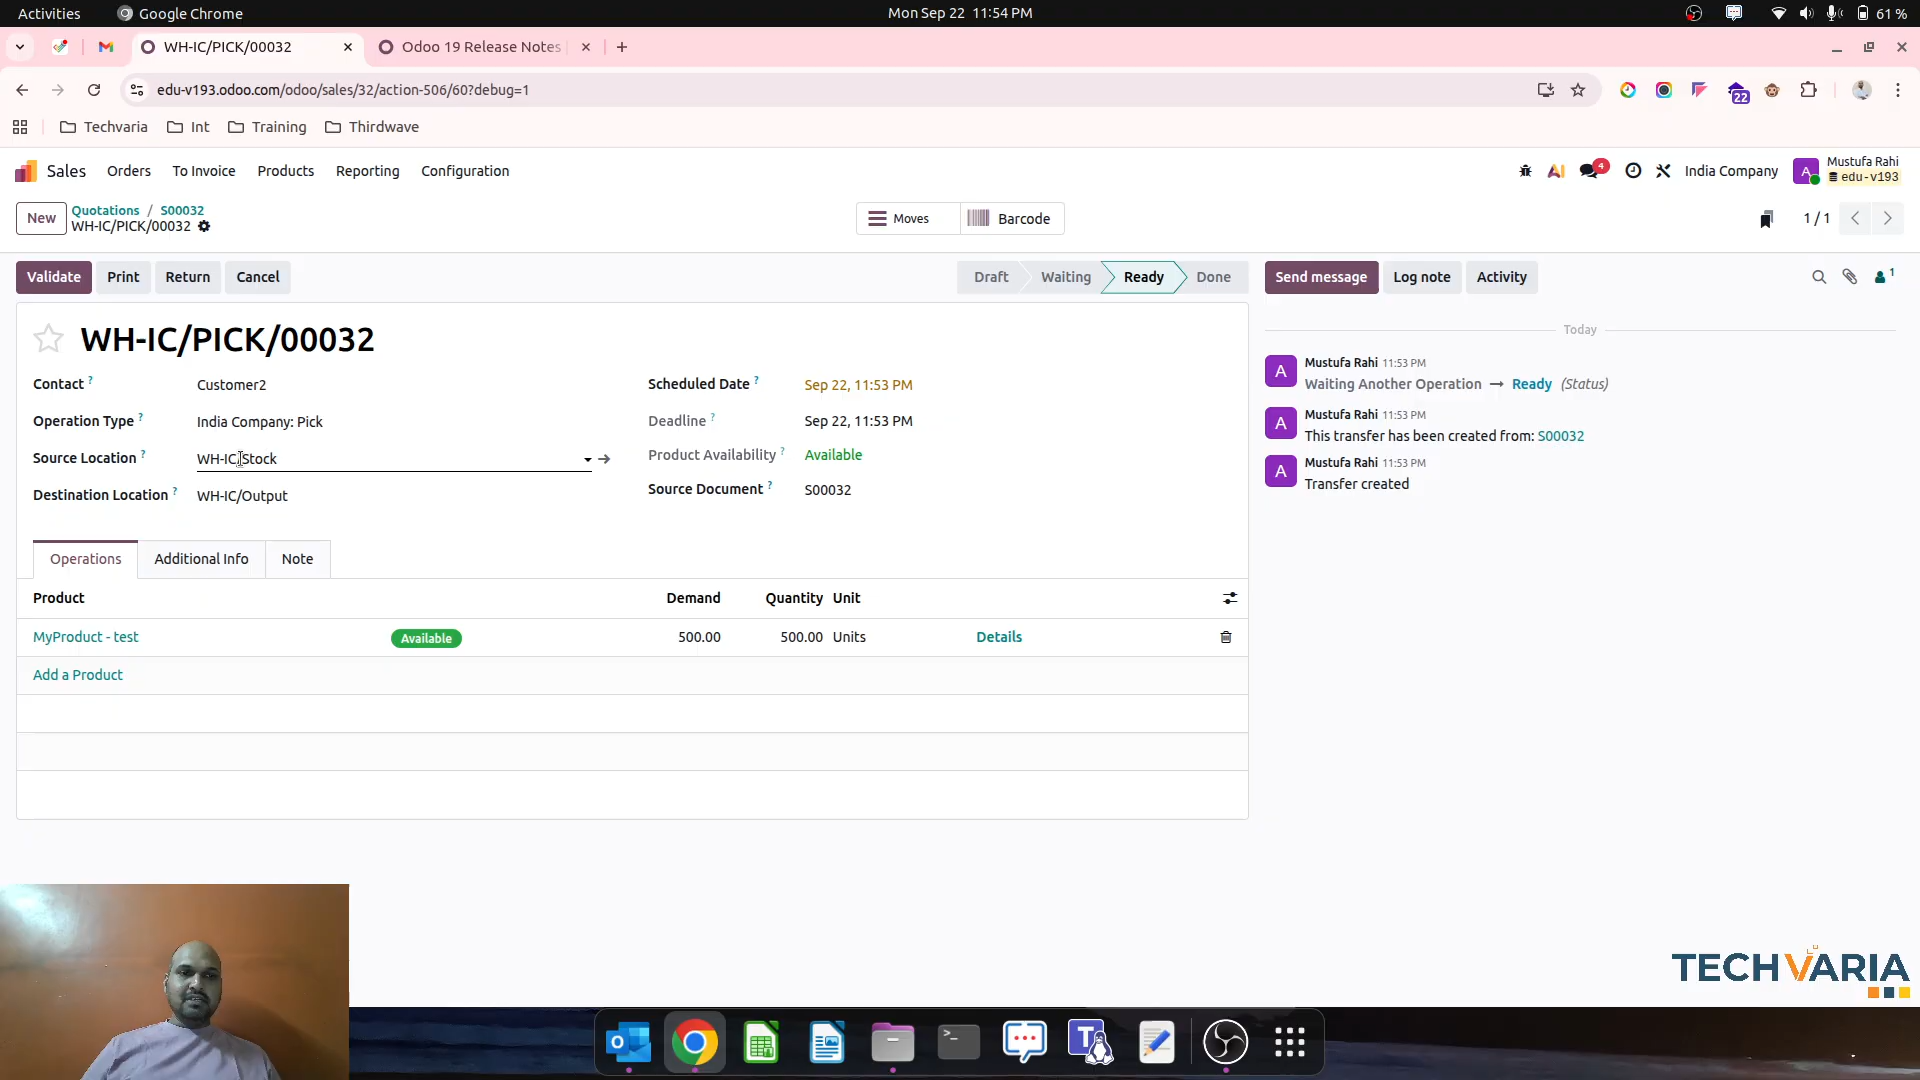 Activities Google Chrome Mon Sep 22 11:54 PM 61 %
WH-IC/PICK/00032 Odoo 19 Release Notes
edu-v193.odoo.com/odoo/sales/32/action-506/60?debug=1 22
Techvaria Int Training Thirdwave
Sales Orders To Invoice Products Reporting Configuration AI 4 India Company A Mustufa Rahi
edu-v193
New Quotations / S00032 Moves Barcode 1 / 1
WH-IC/PICK/00032
Validate Print Return Cancel Draft Waiting Ready Done Send message Log note Activity 1
WH-IC/PICK/00032
Contact ? Customer2 Scheduled Date ? Sep 22, 11:53 PM
Operation Type ? India Company: Pick Deadline ? Sep 22, 11:53 PM
Source Location ? WH-IC/Stock Product Availability ? Available
Destination Location ? WH-IC/Output Source Document ? S00032
Operations Additional Info Note
Product Demand Quantity Unit
MyProduct - test Available 500.00 500.00 Units Details
Add a Product
Today
A Mustufa Rahi 11:53 PM
Waiting Another Operation → Ready (Status)
A Mustufa Rahi 11:53 PM
This transfer has been created from: S00032
A Mustufa Rahi 11:53 PM
Transfer created
TECHVARIA